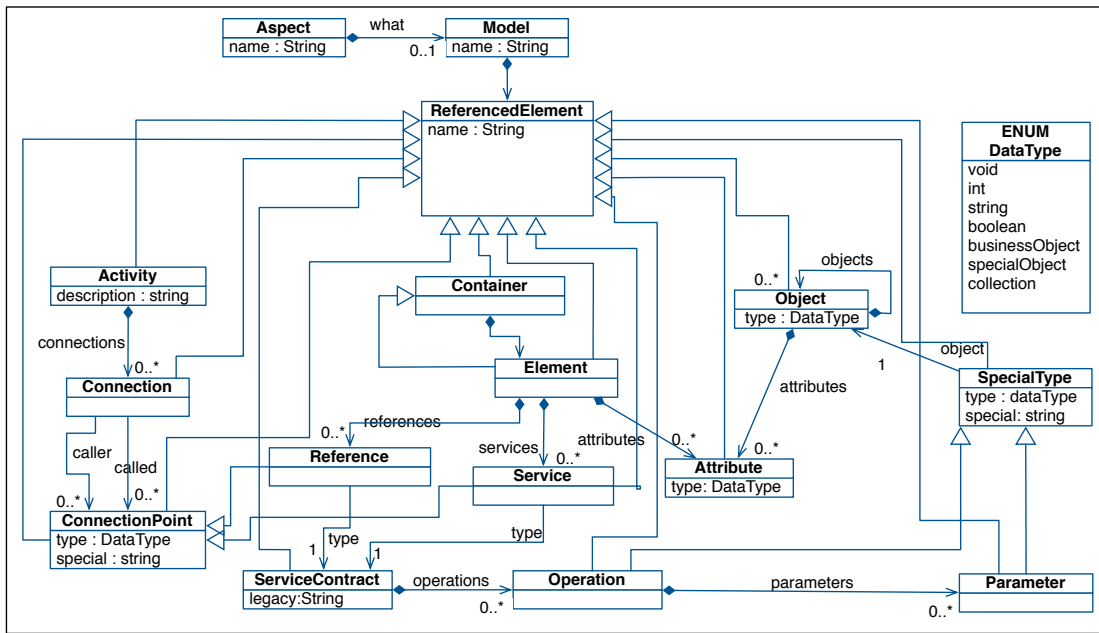 Aspect
name : String
what
0..1
Model
name : String
ReferencedElement
name : String
ENUM
DataType
void
int
string
boolean
businessObject
specialObject
collection
Activity
description : string
Container
objects
0..*
Object
type : DataType
connections
0..*
Connection
Element
object
1
SpecialType
type : dataType
special: string
attributes
0..*
caller
called
0..*
0..*
references
0..*
Reference
services
0..*
Service
attributes
0..*
Attribute
type: DataType
ConnectionPoint
type : DataType
special : string
type
1
type
1
ServiceContract
legacy:String
operations
0..*
Operation
parameters
0..*
Parameter